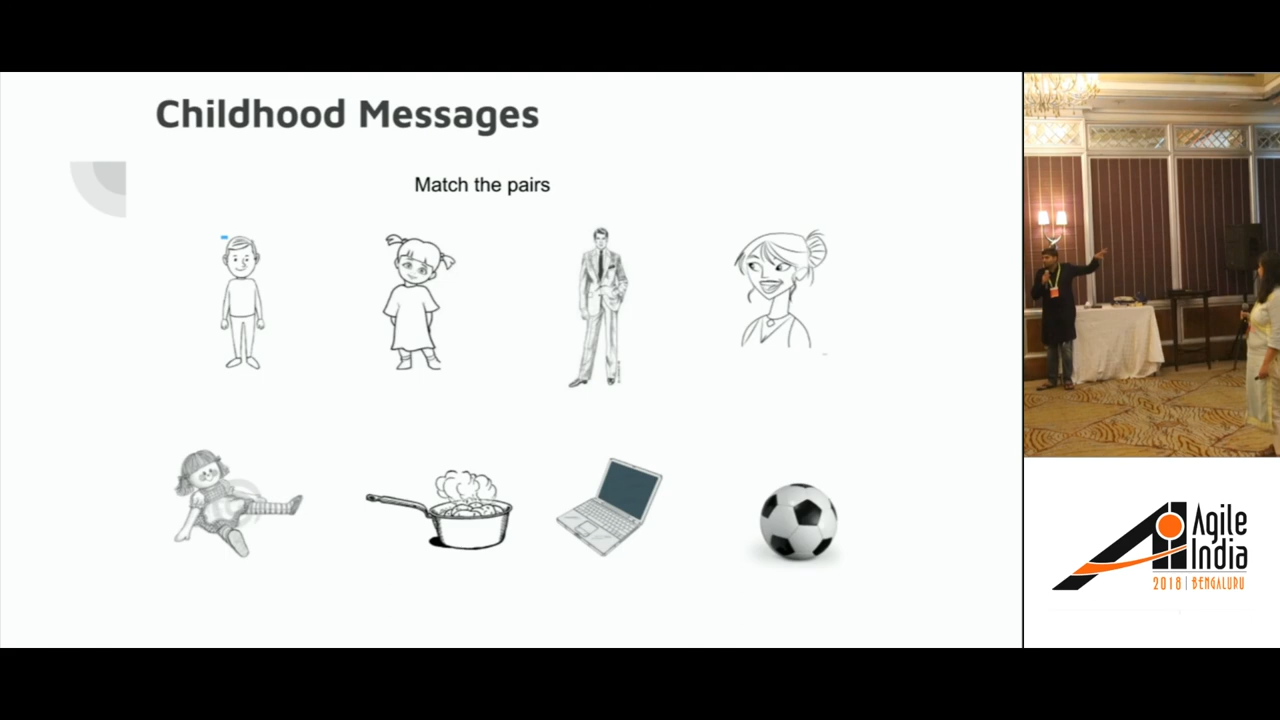 Childhood Messages
Match the pairs
Agile
India
2018 | BENGALURU